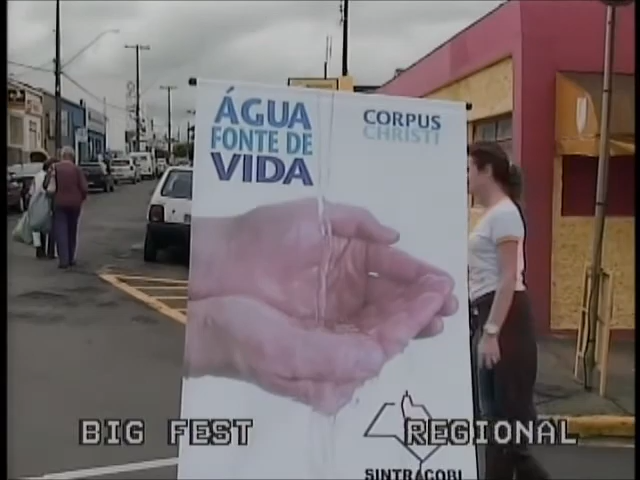 ÁGUA
FONTE DE
VIDA
CORPUS
CHRISTI
BIG FEST REGIONAL
SINTRACOBI